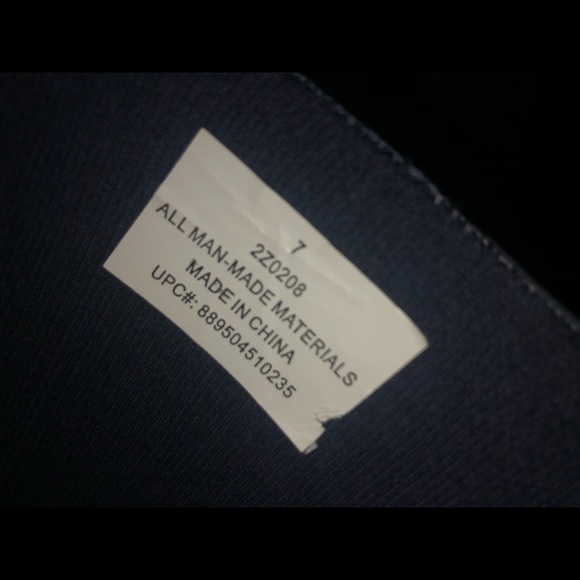 7
2Z0208
ALL MAN-MADE MATERIALS
MADE IN CHINA
UPC#: 889504510235